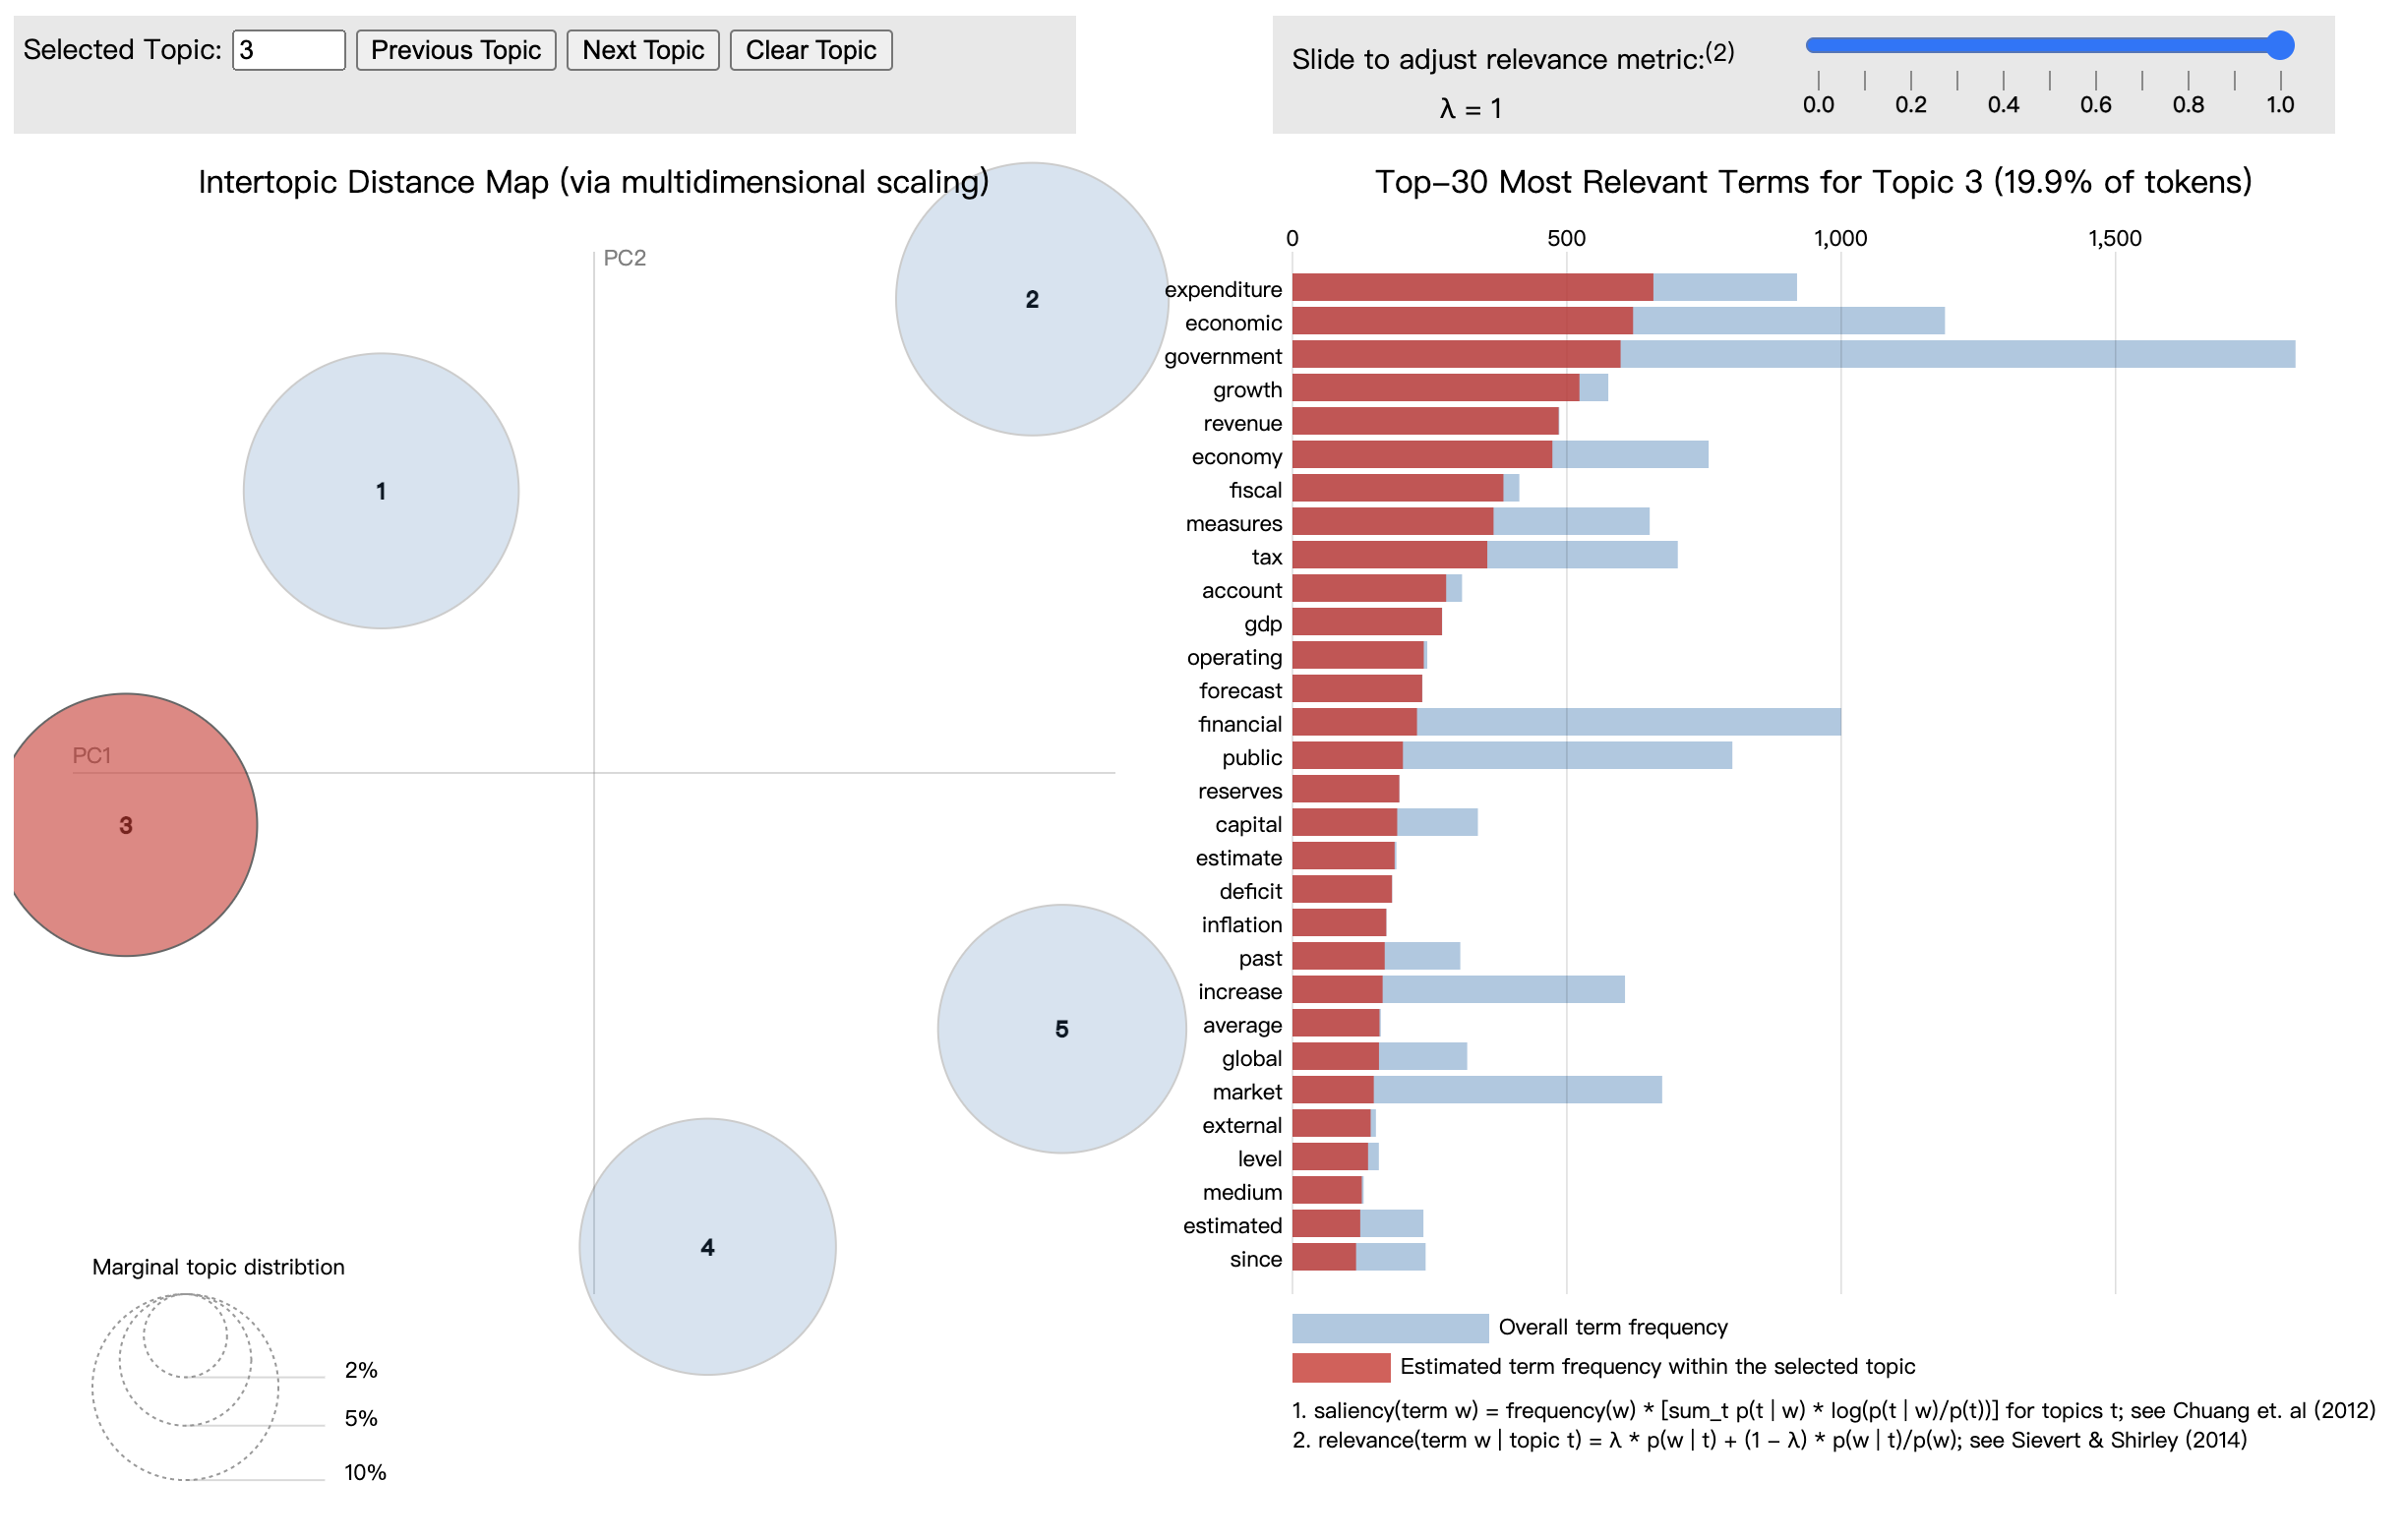 Selected Topic: 3 Previous Topic Next Topic Clear Topic
Slide to adjust relevance metric:(2)
λ = 1
0.0 0.2 0.4 0.6 0.8 1.0
Intertopic Distance Map (via multidimensional scaling)
PC2
PC1
1
2
3
4
5
Marginal topic distribtion
2%
5%
10%
Top-30 Most Relevant Terms for Topic 3 (19.9% of tokens)
0 500 1,000 1,500
expenditure
economic
government
growth
revenue
economy
fiscal
measures
tax
account
gdp
operating
forecast
financial
public
reserves
capital
estimate
deficit
inflation
past
increase
average
global
market
external
level
medium
estimated
since
Overall term frequency
Estimated term frequency within the selected topic
1. saliency(term w) = frequency(w) * [sum_t p(t | w) * log(p(t | w)/p(t))] for topics t; see Chuang et. al (2012)
2. relevance(term w | topic t) = λ * p(w | t) + (1 - λ) * p(w | t)/p(w); see Sievert & Shirley (2014)